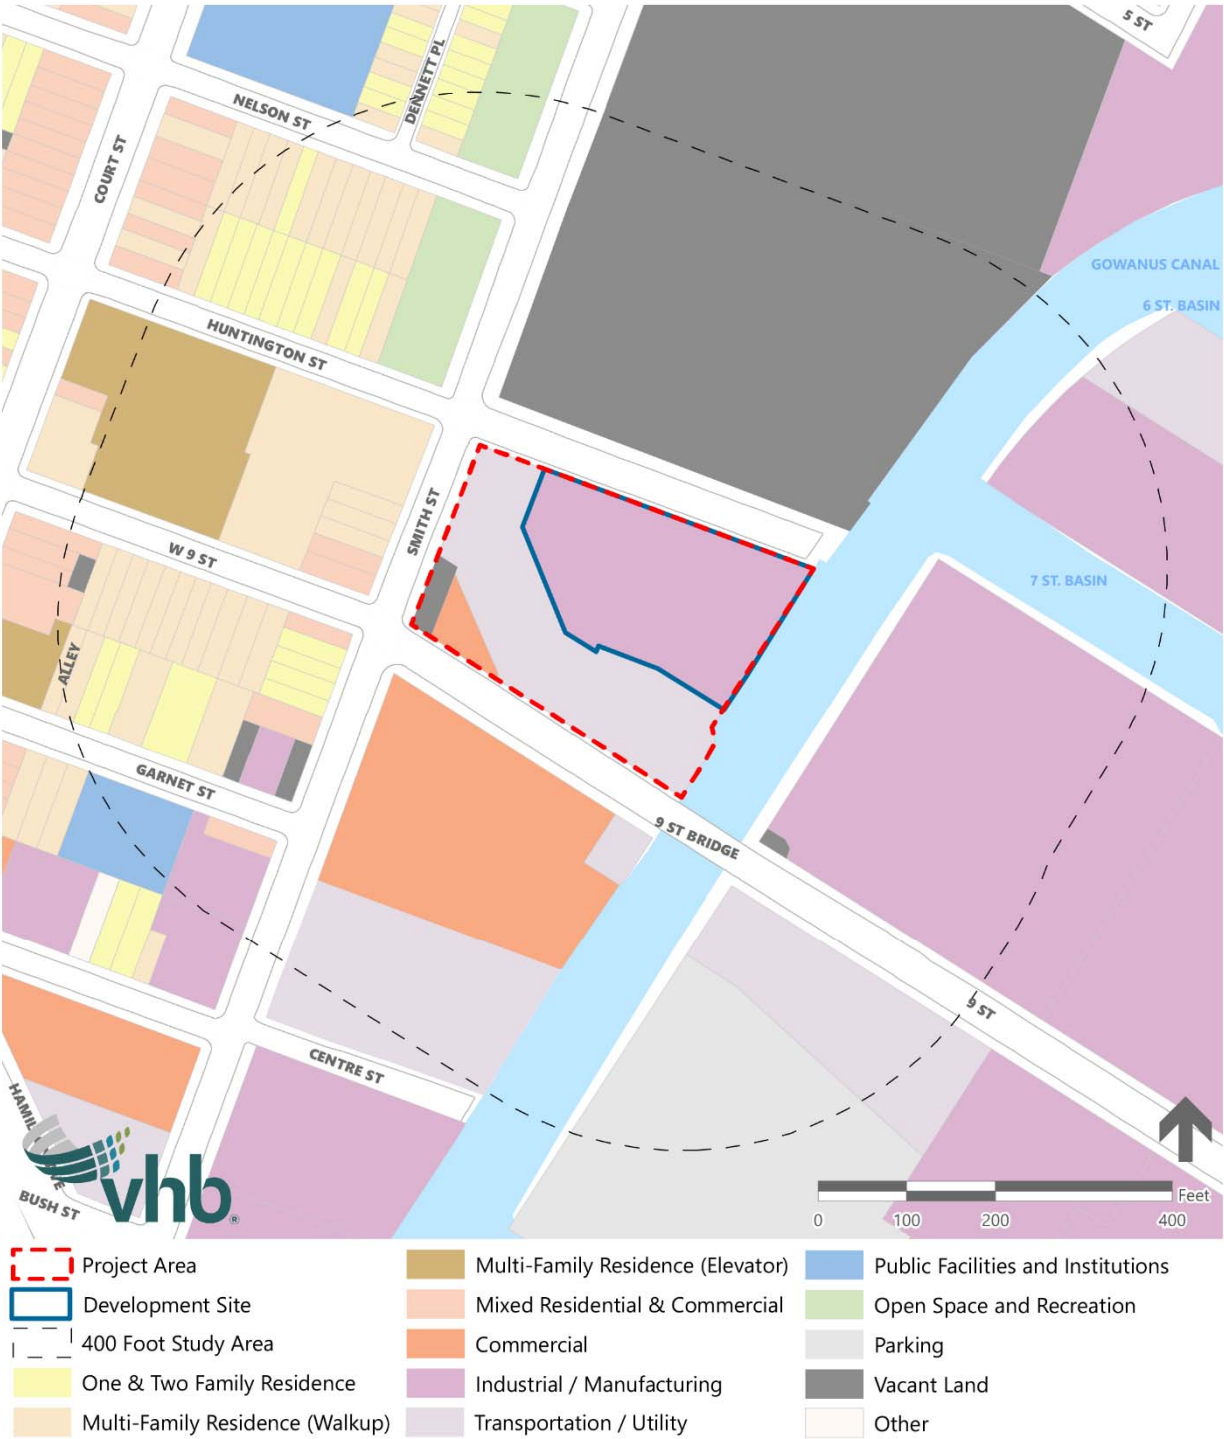 5 ST
DENNETT PL
NELSON ST
COURT ST
GOWANUS CANAL
6 ST. BASIN
HUNTINGTON ST
SMITH ST
W 9 ST
7 ST. BASIN
ALLEY
GARNET ST
9 ST BRIDGE
9 ST
CENTRE ST
BUSH ST
vhb®
Feet
0 100 200 400
Project Area
Development Site
400 Foot Study Area
One & Two Family Residence
Multi-Family Residence (Walkup)
Multi-Family Residence (Elevator)
Mixed Residential & Commercial
Commercial
Industrial / Manufacturing
Transportation / Utility
Public Facilities and Institutions
Open Space and Recreation
Parking
Vacant Land
Other